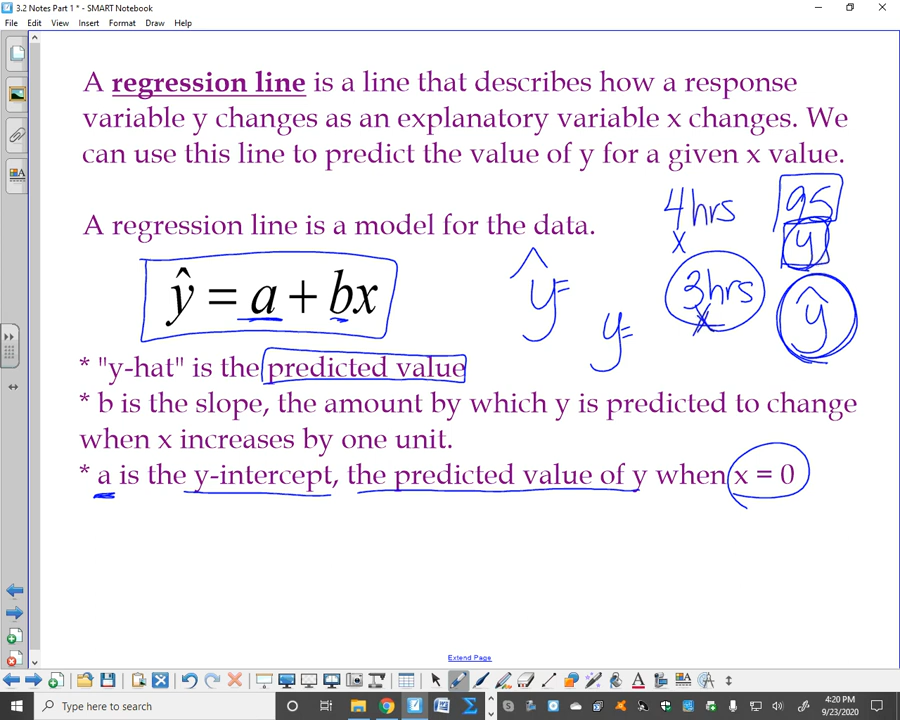 3.2 Notes Part 1 * - SMART Notebook
File Edit View Insert Format Draw Help
A regression line is a line that describes how a response
variable y changes as an explanatory variable x changes. We
can use this line to predict the value of y for a given x value.
4hrs 95
x y
A regression line is a model for the data.
ŷ = a + bx
ŷ= 3hrs ŷ
x
y=
* "y-hat" is the predicted value
* b is the slope, the amount by which y is predicted to change
when x increases by one unit.
* a is the y-intercept, the predicted value of y when x = 0
Extend Page
Type here to search
4:20 PM
9/23/2020